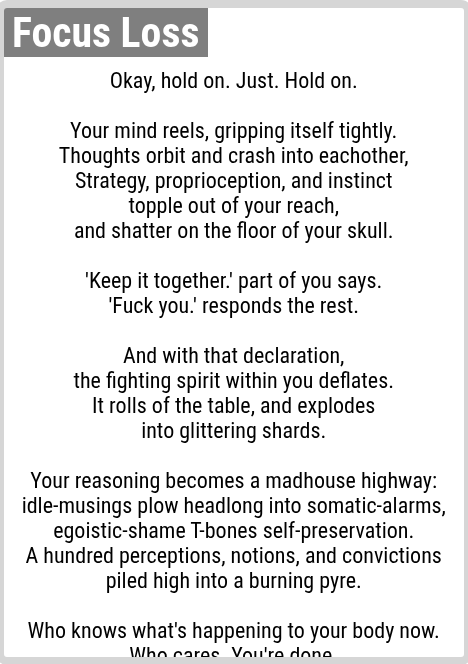 Focus Loss
Okay, hold on. Just. Hold on.
Your mind reels, gripping itself tightly.
Thoughts orbit and crash into eachother,
Strategy, proprioception, and instinct
topple out of your reach,
and shatter on the floor of your skull.
'Keep it together.' part of you says.
'Fuck you.' responds the rest.
And with that declaration,
the fighting spirit within you deflates.
It rolls of the table, and explodes
into glittering shards.
Your reasoning becomes a madhouse highway:
idle-musings plow headlong into somatic-alarms,
egoistic-shame T-bones self-preservation.
A hundred perceptions, notions, and convictions
piled high into a burning pyre.
Who knows what's happening to your body now.
Who cares. You're done.